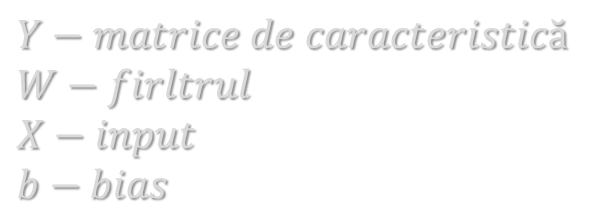 Y − matrice de caracteristică
W − firltrul
X − input
b − bias